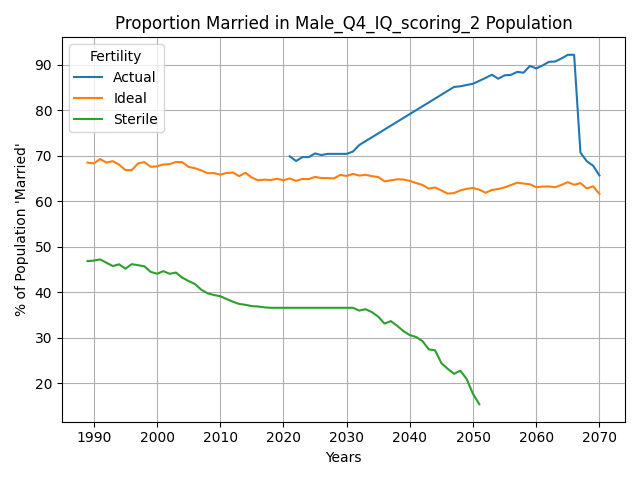 Proportion Married in Male_Q4_IQ_scoring_2 Population
Fertility
Actual
Ideal
Sterile
% of Population 'Married'
90
80
70
60
50
40
30
20
1990 2000 2010 2020 2030 2040 2050 2060 2070
Years